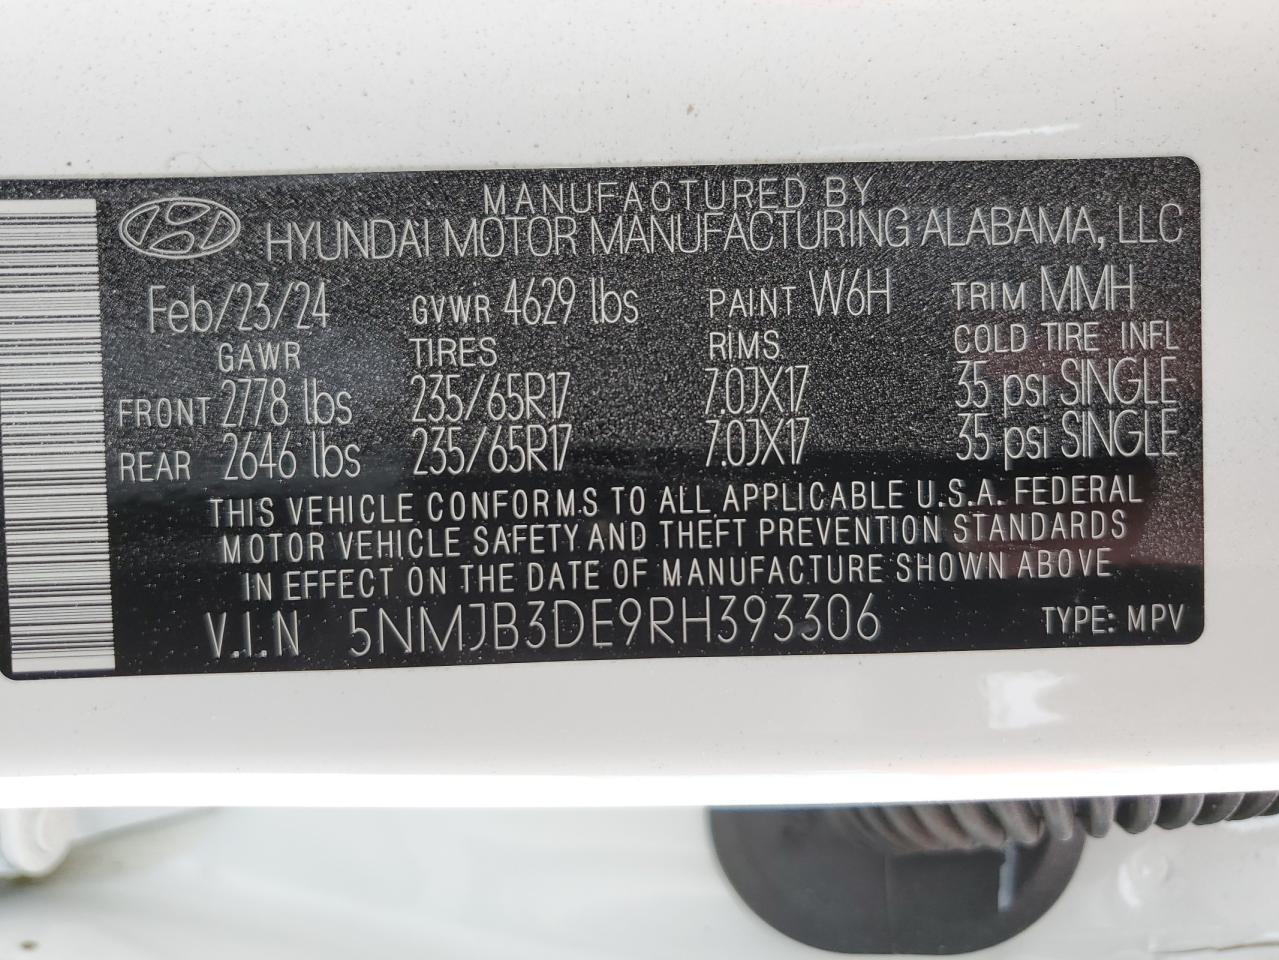 MANUFACTURED BY
HYUNDAI MOTOR MANUFACTURING ALABAMA, LLC
Feb/23/24 GVWR 4629 lbs PAINT W6H TRIM MMH
GAWR TIRES RIMS COLD TIRE INFL
FRONT 2778 lbs 235/65R17 7.0JX17 35 psi SINGLE
REAR 2646 lbs 235/65R17 7.0JX17 35 psi SINGLE
THIS VEHICLE CONFORMS TO ALL APPLICABLE U.S.A. FEDERAL
MOTOR VEHICLE SAFETY AND THEFT PREVENTION STANDARDS
IN EFFECT ON THE DATE OF MANUFACTURE SHOWN ABOVE
V.I.N 5NMJB3DE9RH393306 TYPE: MPV